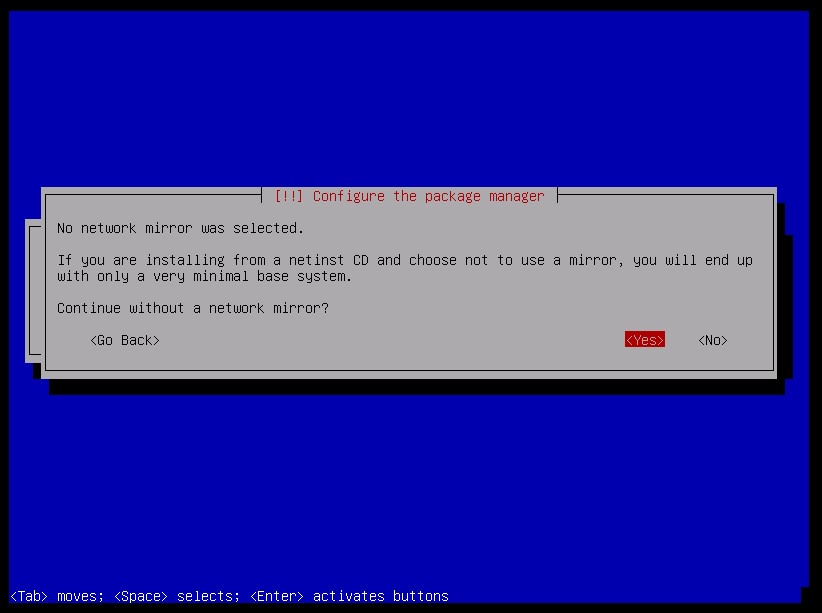 [!!] Configure the package manager
No network mirror was selected.
If you are installing from a netinst CD and choose not to use a mirror, you will end up
with only a very minimal base system.
Continue without a network mirror?
<Go Back> <Yes> <No>
<Tab> moves; <Space> selects; <Enter> activates buttons